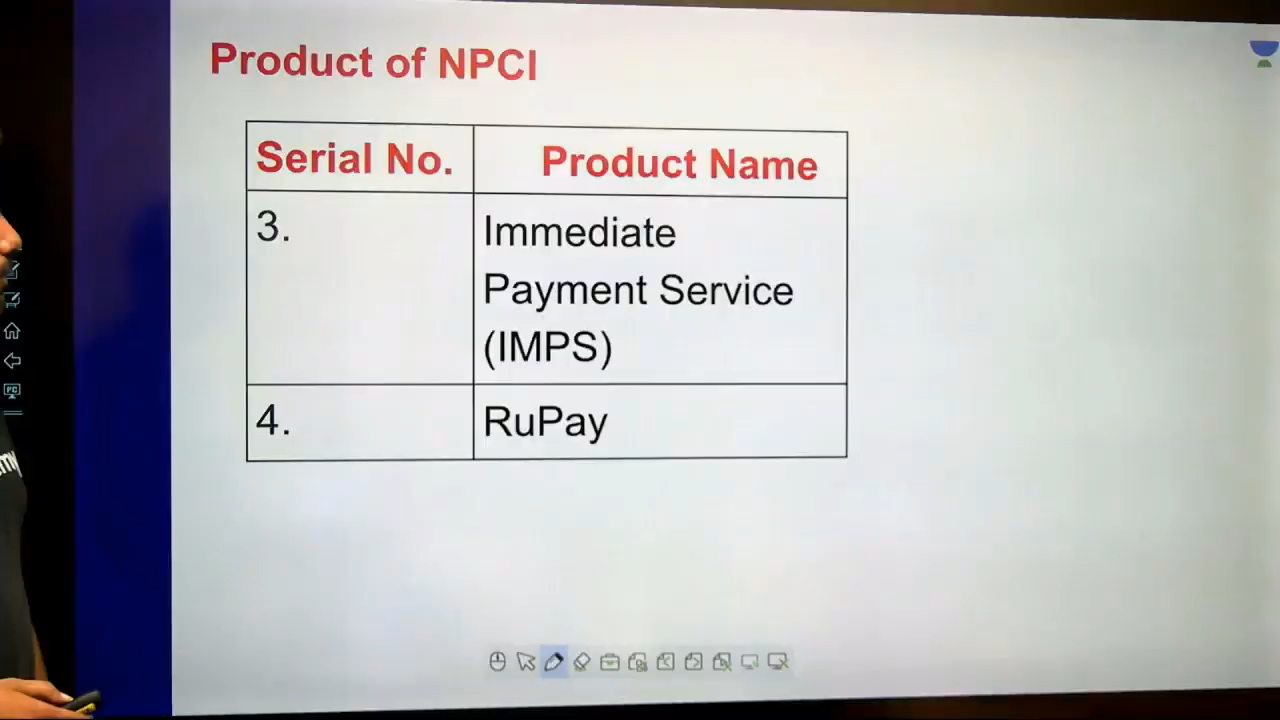 Product of NPCI
Serial No. Product Name
3. Immediate
Payment Service
(IMPS)
4. RuPay